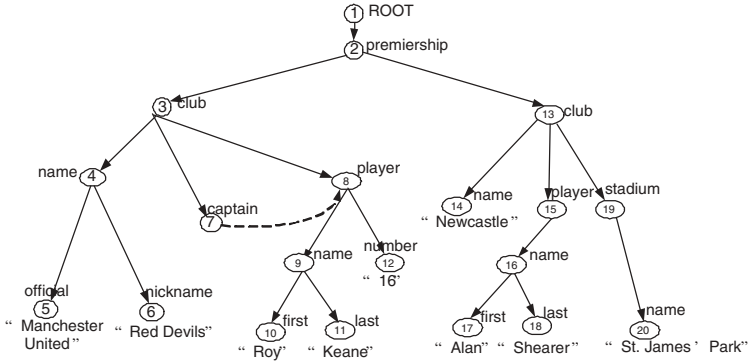 1 ROOT
2 premiership
3 club
13 club
name 4
8 player
captain
7
14 name
“ Newcastle”
player
15
stadium
19
9 name
number
12
“ 16”
16 name
official
5
“ Manchester
United ”
nickname
6
“ Red Devils”
10 first
“ Roy”
11 last
“ Keane”
17 first
“ Alan”
18 last
“ Shearer”
name
20
“ St. James ’ Park”